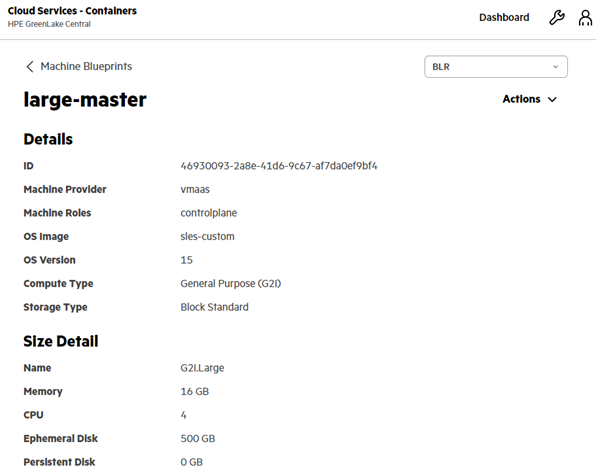 Cloud Services - Containers
HPE GreenLake Central
Dashboard
Machine Blueprints
BLR
large-master
Actions
Details
ID 46930093-2a8e-41d6-9c67-af7da0ef9bf4
Machine Provider vmaas
Machine Roles controlplane
OS Image sles-custom
OS Version 15
Compute Type General Purpose (G2I)
Storage Type Block Standard
Size Detail
Name G2I.Large
Memory 16 GB
CPU 4
Ephemeral Disk 500 GB
Persistent Disk 0 GB